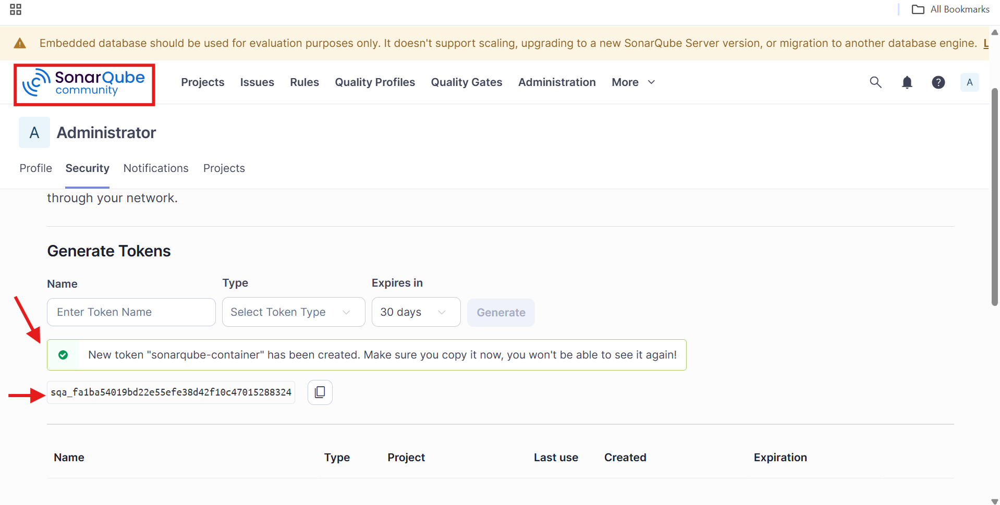 All Bookmarks
Embedded database should be used for evaluation purposes only. It doesn't support scaling, upgrading to a new SonarQube Server version, or migration to another database engine. L
SonarQube community
Projects Issues Rules Quality Profiles Quality Gates Administration More A
A Administrator
Profile Security Notifications Projects
through your network.
Generate Tokens
Name Type Expires in
Enter Token Name Select Token Type 30 days Generate
New token "sonarqube-container" has been created. Make sure you copy it now, you won't be able to see it again!
sqa_fa1ba54019bd22e55efe38d42f10c47015288324
Name Type Project Last use Created Expiration